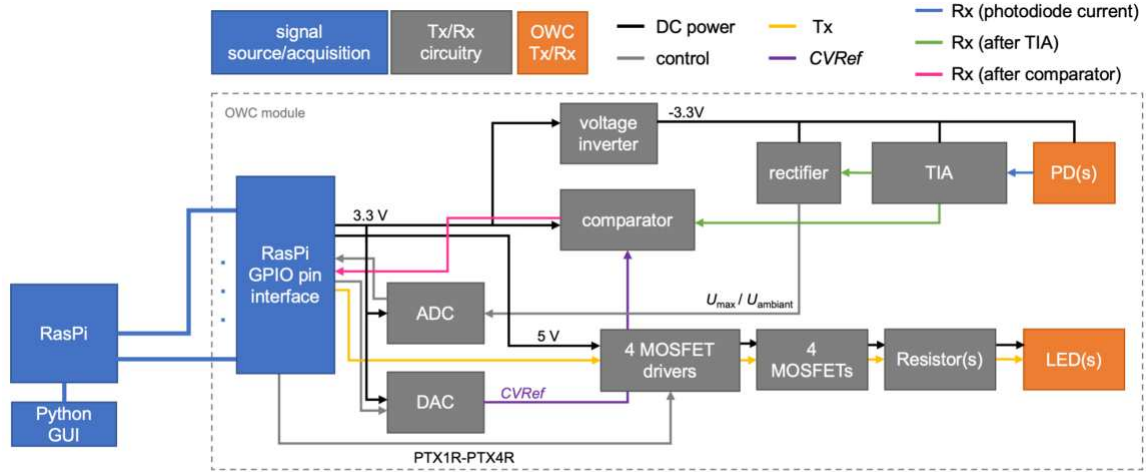 signal
source/acquisition
Tx/Rx
circuitry
OWC
Tx/Rx
DC power
control
Tx
CVRef
Rx (photodiode current)
Rx (after TIA)
Rx (after comparator)
OWC module
voltage
inverter
-3.3V
rectifier
TIA
PD(s)
3.3 V
comparator
RasPi
GPIO pin
interface
RasPi
Python
GUI
ADC
Umax / Uambiant
5 V
4 MOSFET
drivers
4
MOSFETs
Resistor(s)
LED(s)
DAC
CVRef
PTX1R-PTX4R